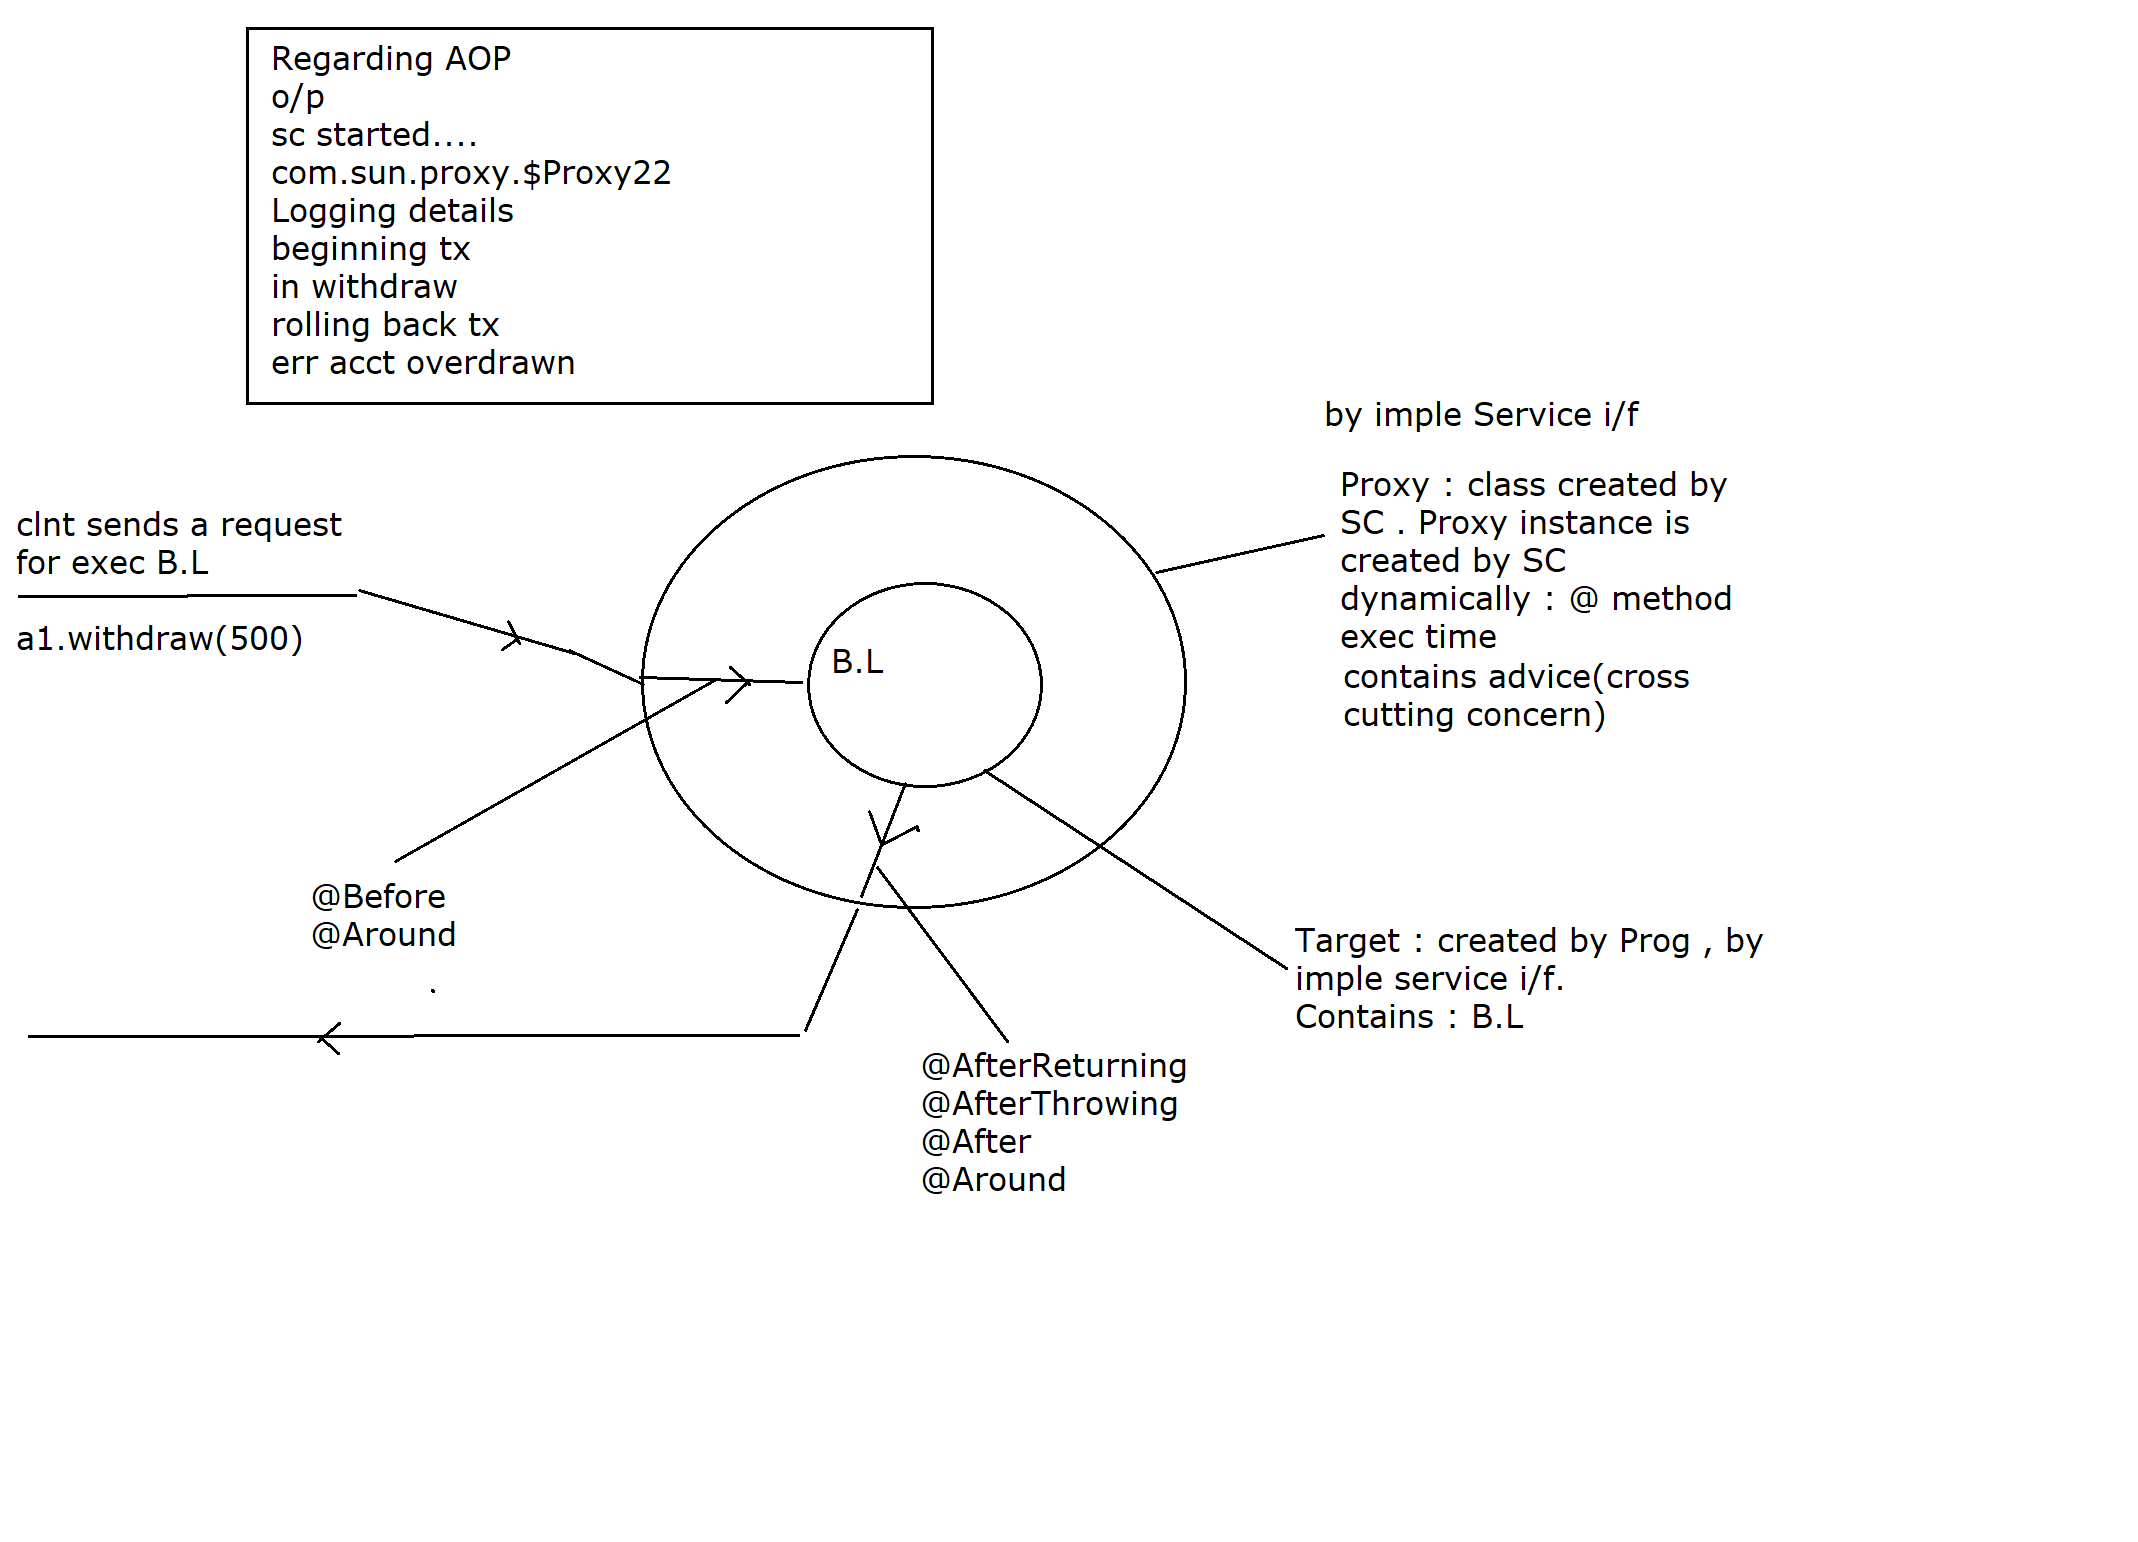 Regarding AOP
o/p
sc started....
com.sun.proxy.$Proxy22
Logging details
beginning tx
in withdraw
rolling back tx
err acct overdrawn
by imple Service i/f
Proxy : class created by
SC . Proxy instance is
created by SC
dynamically : @ method
exec time
contains advice(cross
cutting concern)
clnt sends a request
for exec B.L
a1.withdraw(500)
B.L
@Before
@Around
Target : created by Prog , by
imple service i/f.
Contains : B.L
@AfterReturning
@AfterThrowing
@After
@Around